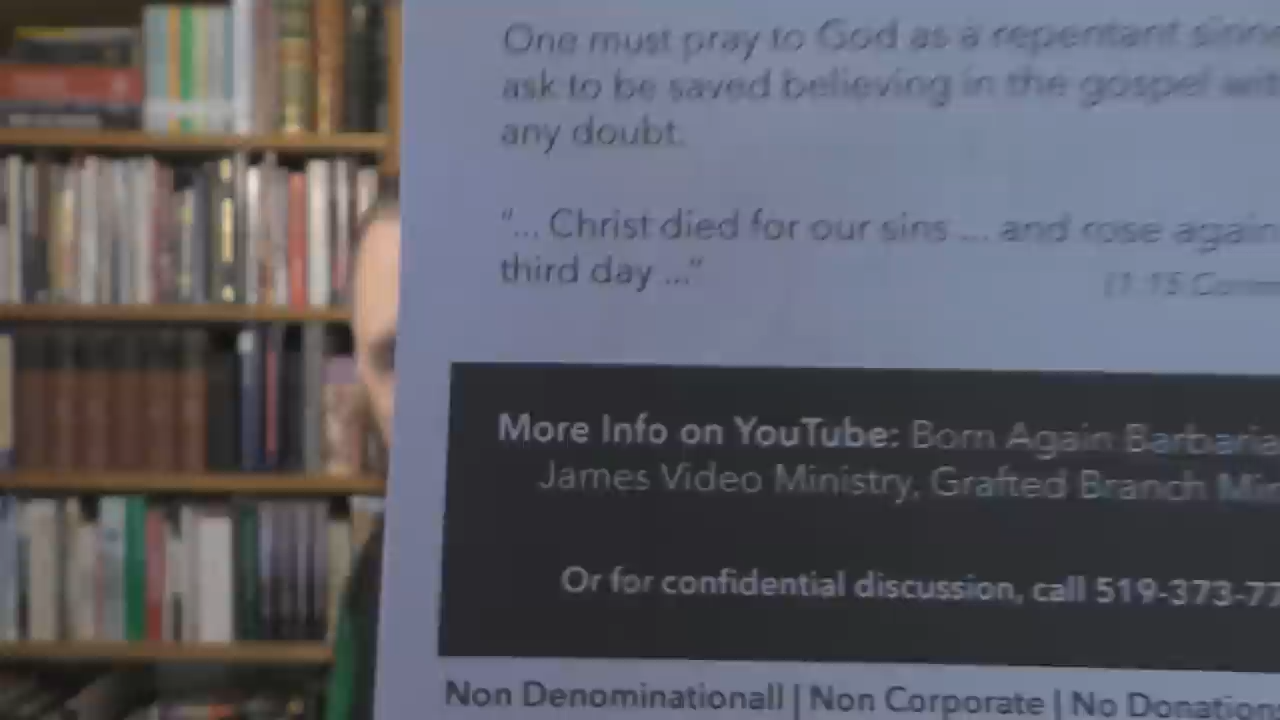 One must pray to God as a repentant
ask to be saved believing in the gospel
any doubt.
"... Christ died for our sins ... and rose again
third day ..."
More Info on YouTube: Born Again
James Video Ministry, Grafted Branch
Or for confidential discussion, call 519-373-77
Non Denominationall | Non Corporate | No